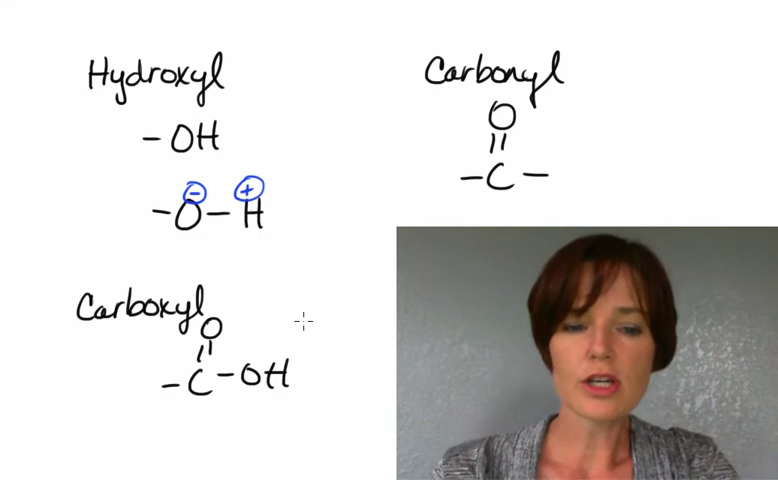 Hydroxyl
-OH
⊖ ⊕
-O-H
Carboxyl
O
||
-C-OH
Carbonyl
O
||
-C-